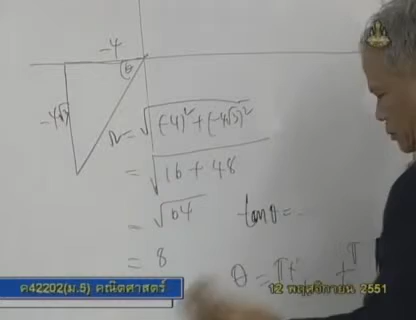 -4
θ
-4√3
r = √(-4)² + (-4√3)²
= √16 + 48
= √64 tan θ =
= 8
θ = π +
ค42202(ม.5) คณิตศาสตร์
12 พฤศจิกายน 2551